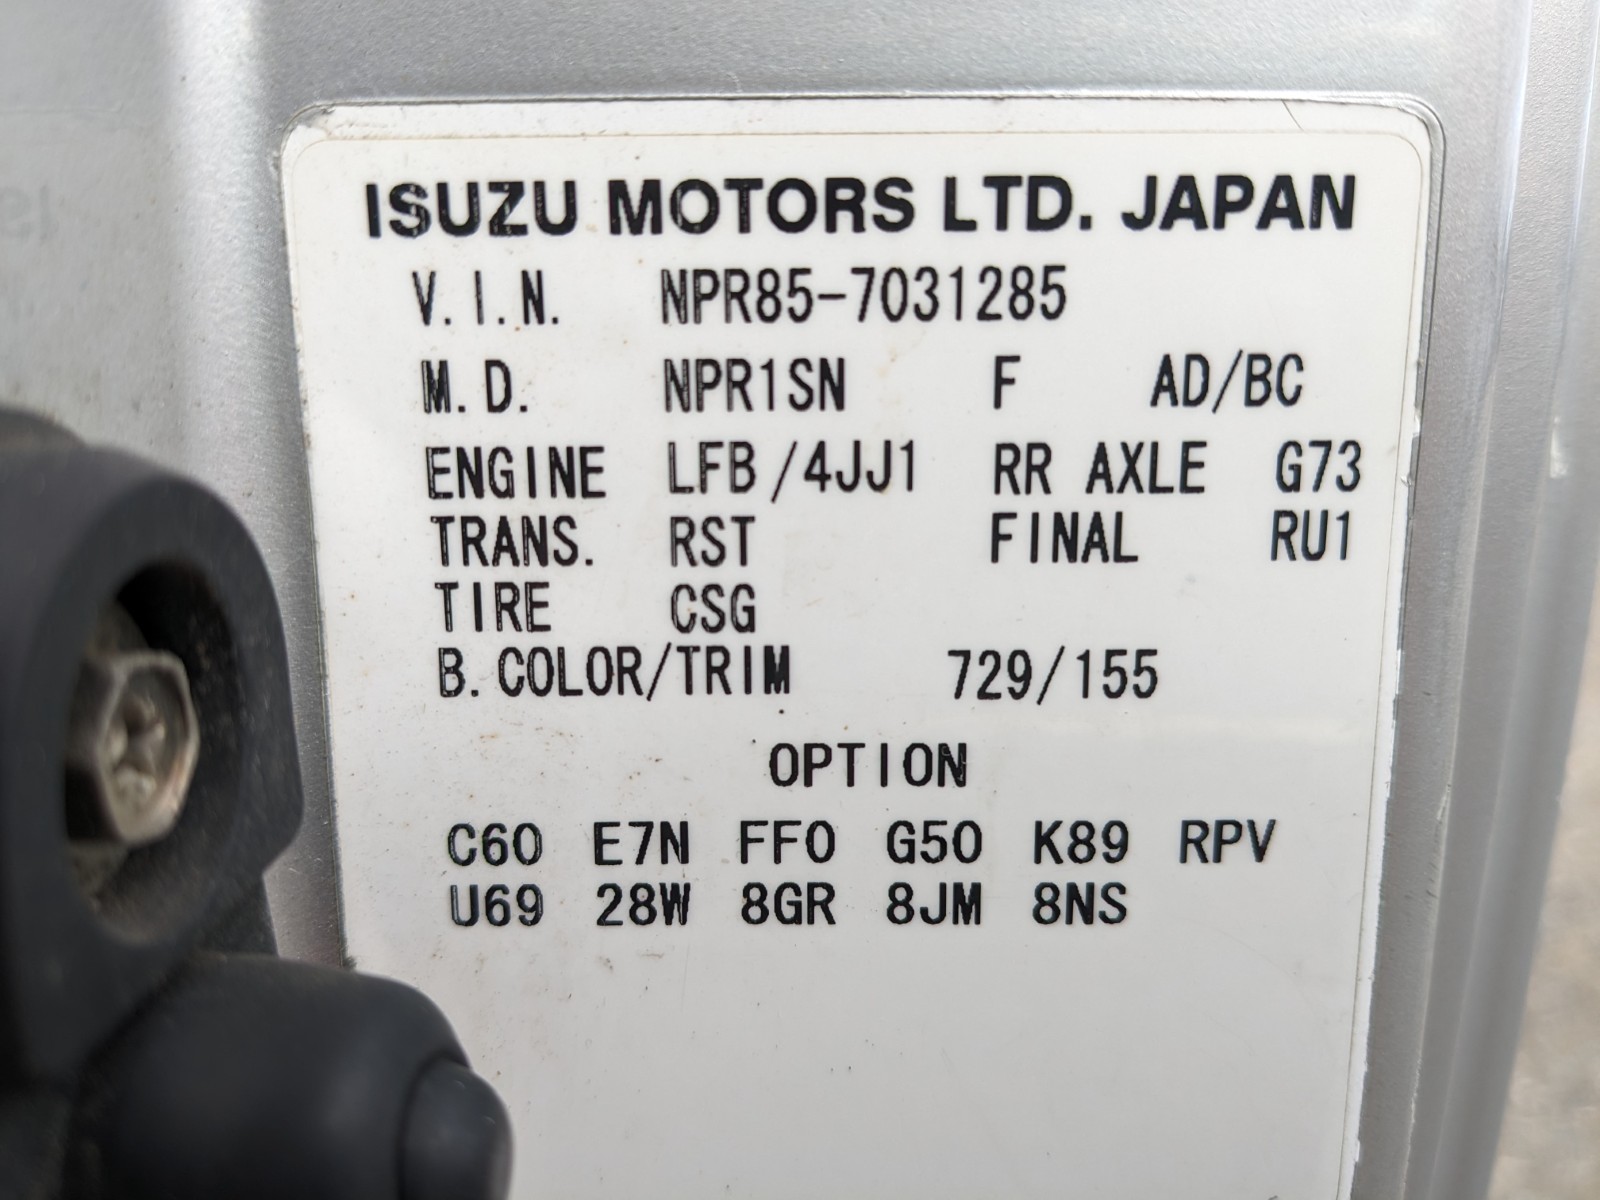 ISUZU MOTORS LTD. JAPAN
V.I.N. NPR85-7031285
M.D. NPR1SN F AD/BC
ENGINE LFB/4JJ1 RR AXLE G73
TRANS. RST FINAL RU1
TIRE CSG
B.COLOR/TRIM 729/155
OPTION
C60 E7N FF0 G50 K89 RPV
U69 28W 8GR 8JM 8NS